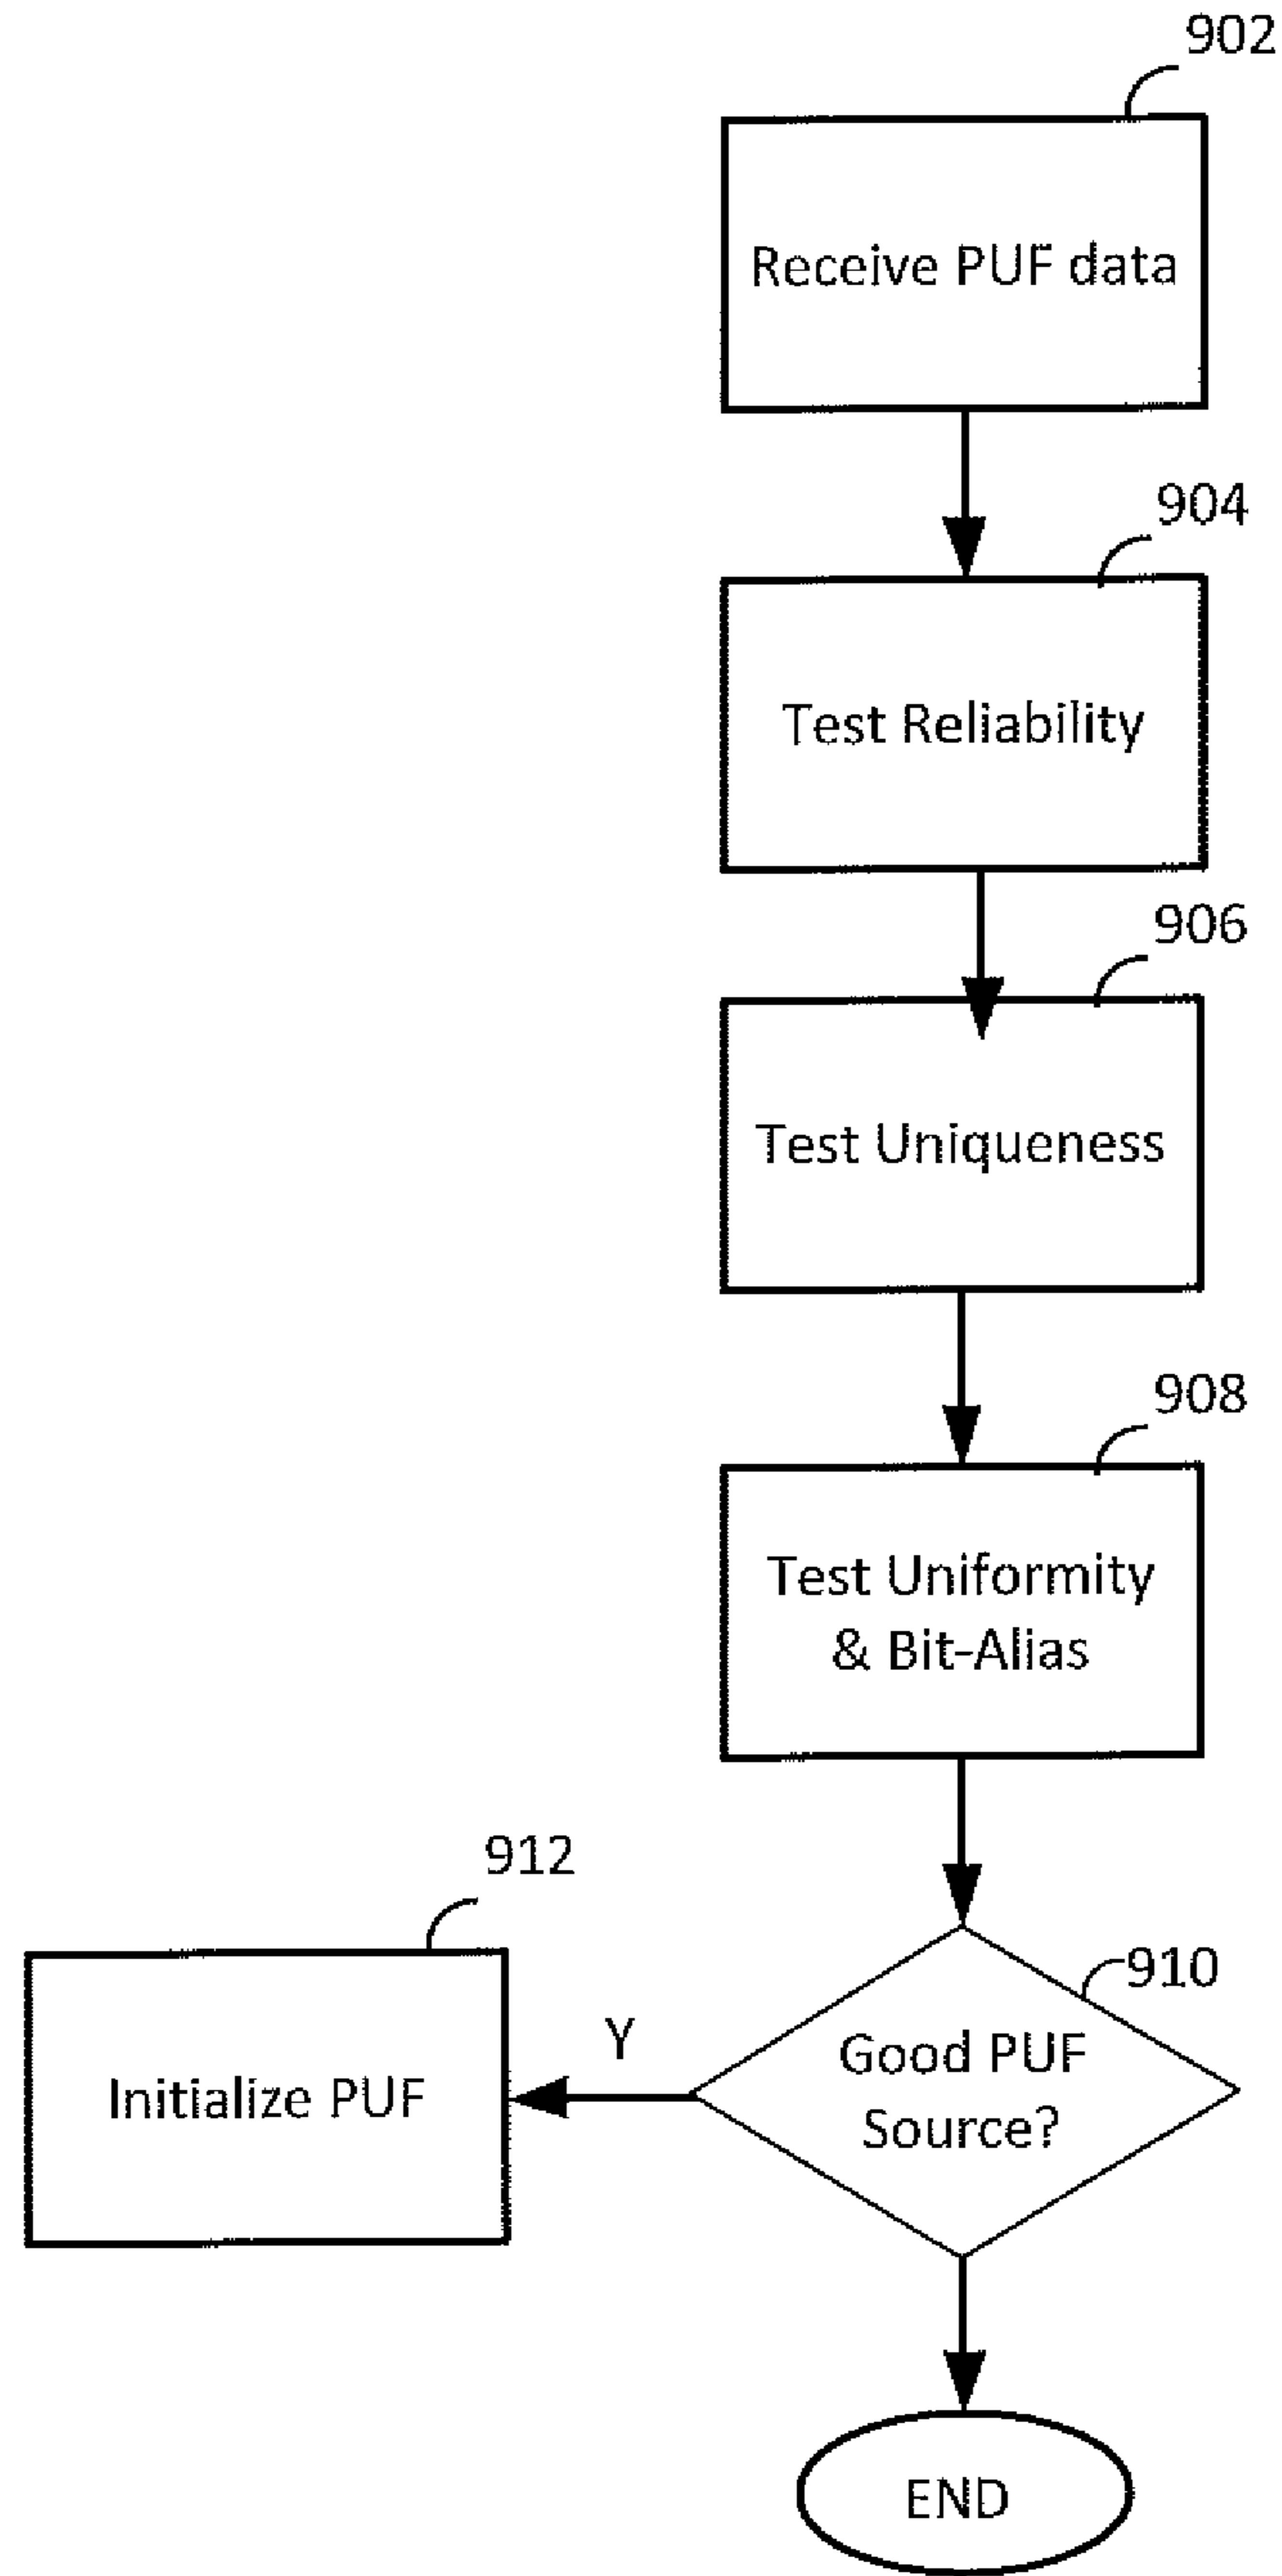 902
Receive PUF data
904
Test Reliability
906
Test Uniqueness
908
Test Uniformity
& Bit-Alias
912
910
Y
Good PUF
Source?
Initialize PUF
END